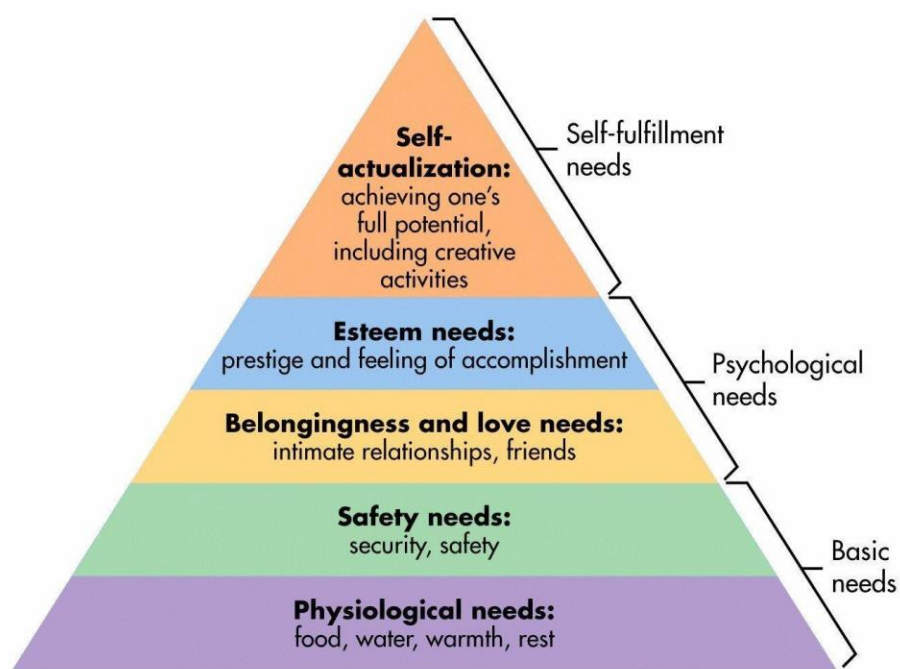 Self-
actualization:
achieving one's
full potential,
including creative
activities
Self-fulfillment
needs
Esteem needs:
prestige and feeling of accomplishment
Psychological
needs
Belongingness and love needs:
intimate relationships, friends
Safety needs:
security, safety
Basic
needs
Physiological needs:
food, water, warmth, rest